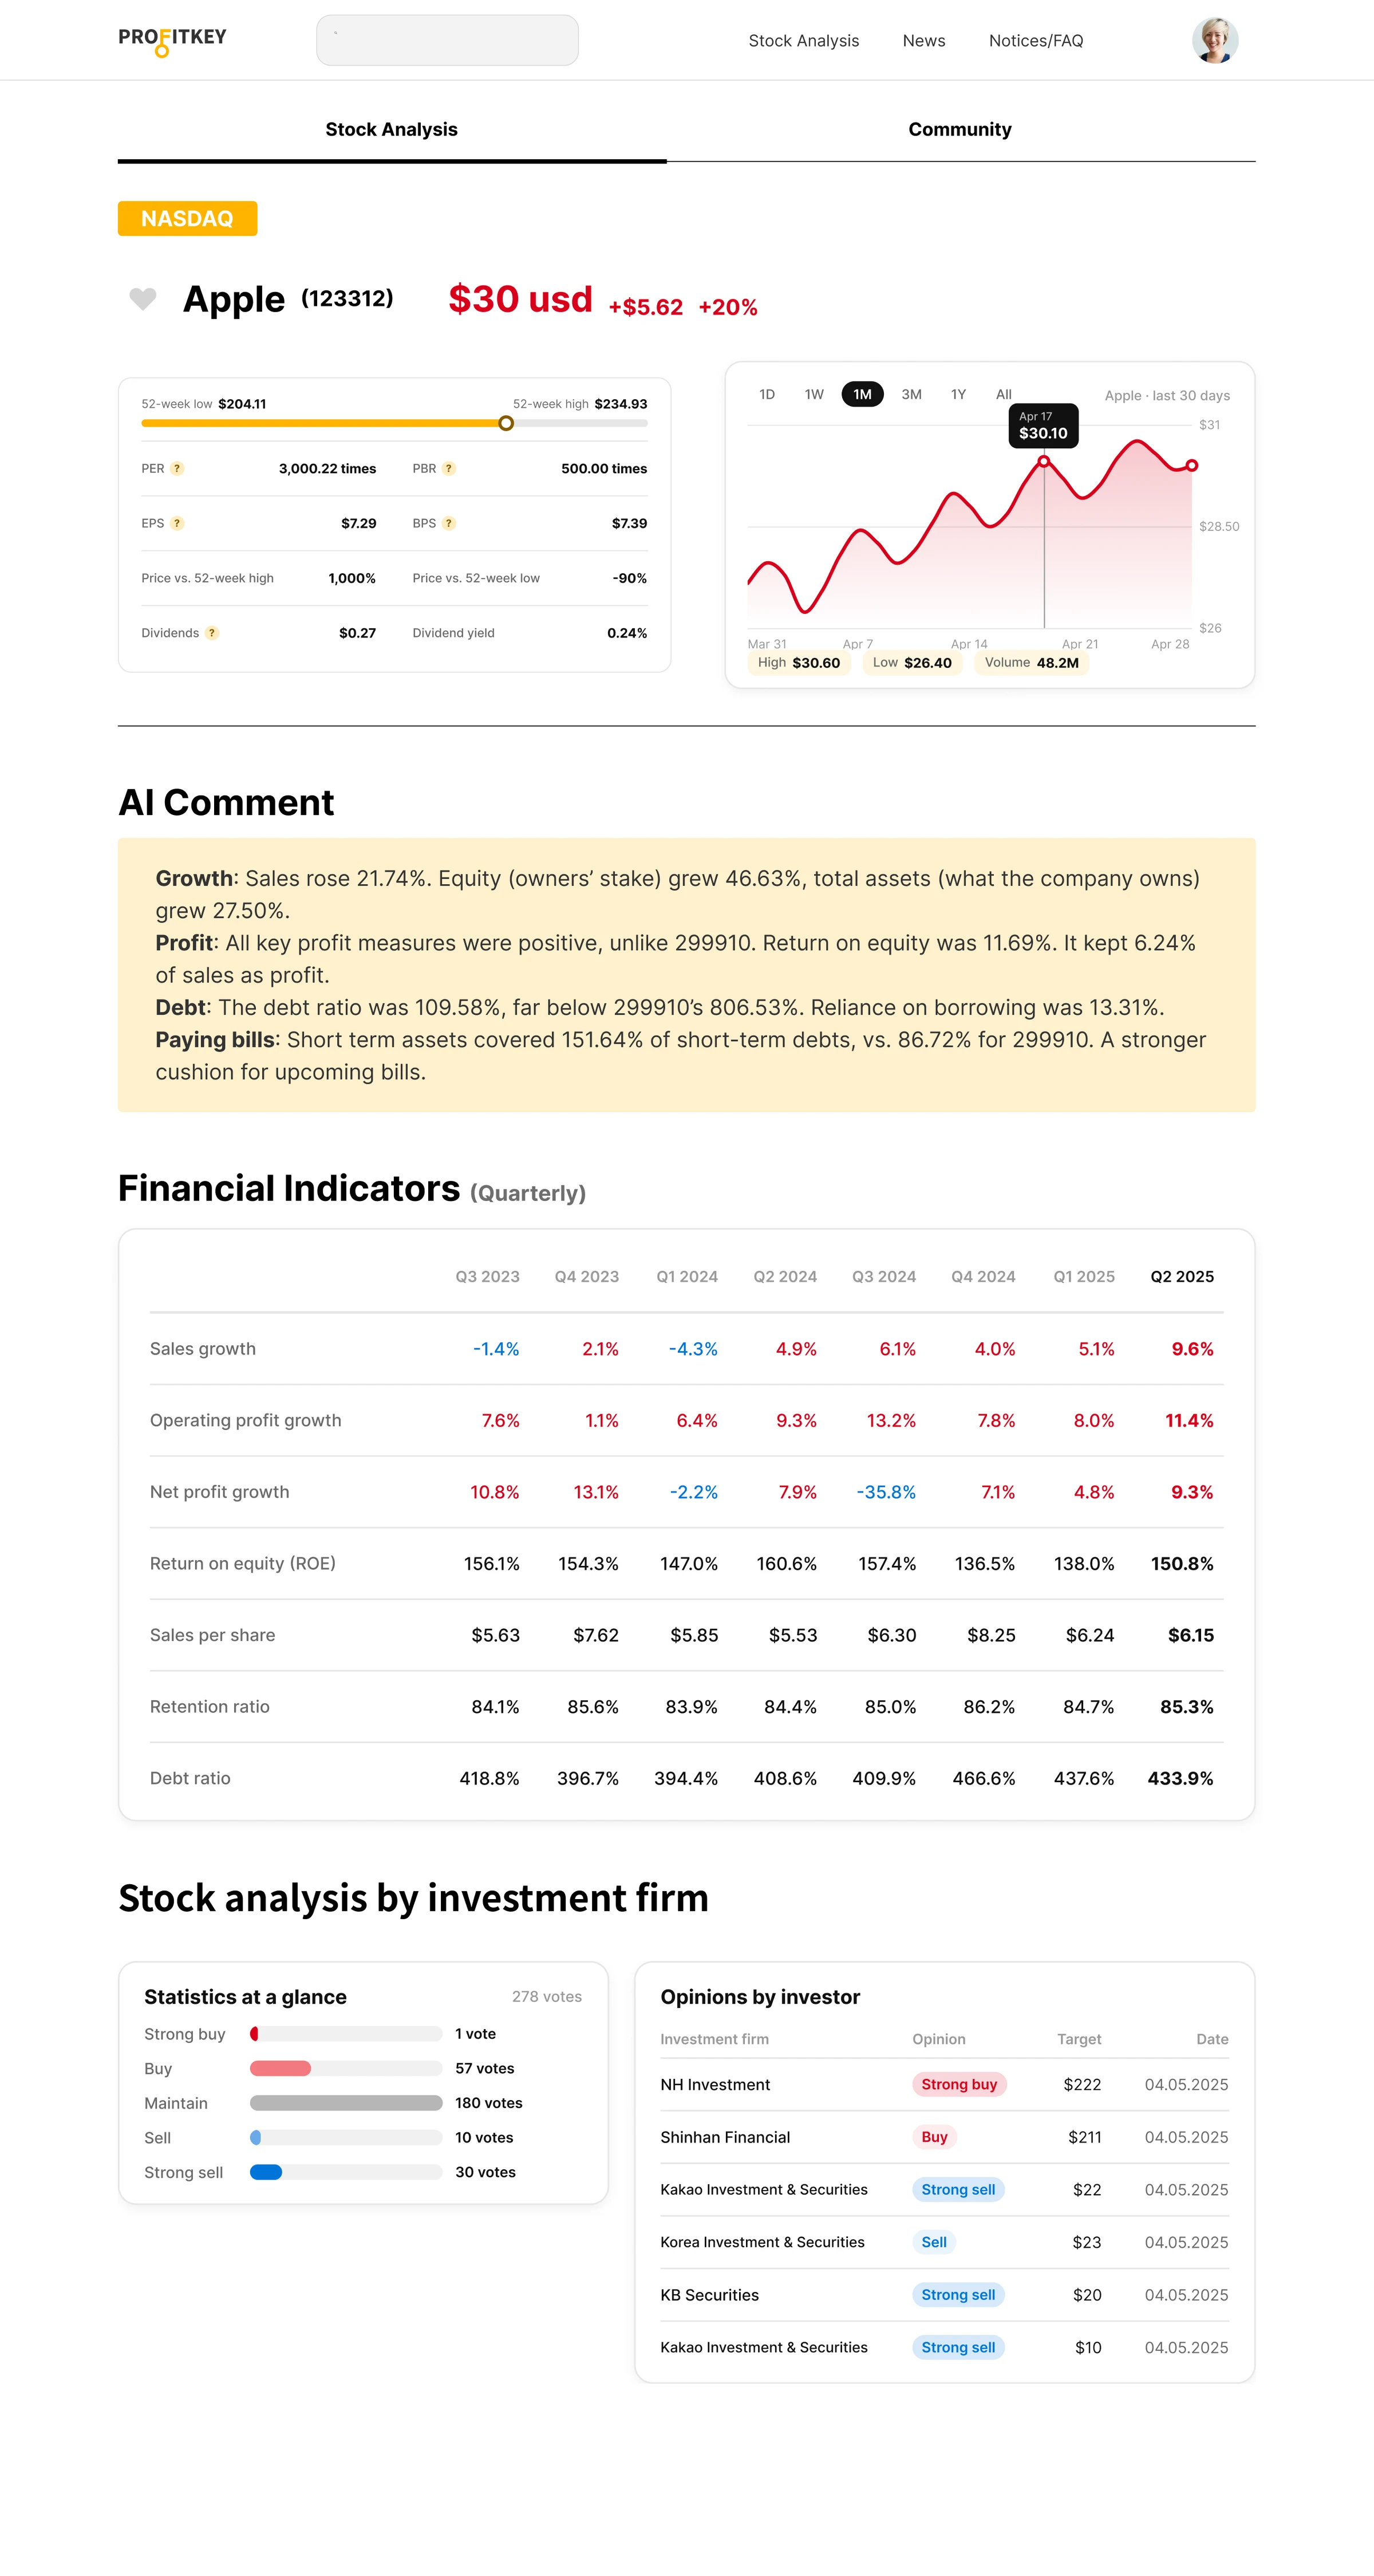 PROFITKEY
Stock Analysis News Notices/FAQ
Stock Analysis Community
NASDAQ
Apple (123312) $30 usd +$5.62 +20%
52-week low $204.11 52-week high $234.93
PER ? 3,000.22 times PBR ? 500.00 times
EPS ? $7.29 BPS ? $7.39
Price vs. 52-week high 1,000% Price vs. 52-week low -90%
Dividends ? $0.27 Dividend yield 0.24%
1D 1W 1M 3M 1Y All Apple · last 30 days
Apr 17
$30.10
$31
$28.50
$26
Mar 31 Apr 7 Apr 14 Apr 21 Apr 28
High $30.60 Low $26.40 Volume 48.2M
AI Comment
Growth: Sales rose 21.74%. Equity (owners’ stake) grew 46.63%, total assets (what the company owns)
grew 27.50%.
Profit: All key profit measures were positive, unlike 299910. Return on equity was 11.69%. It kept 6.24%
of sales as profit.
Debt: The debt ratio was 109.58%, far below 299910’s 806.53%. Reliance on borrowing was 13.31%.
Paying bills: Short term assets covered 151.64% of short-term debts, vs. 86.72% for 299910. A stronger
cushion for upcoming bills.
Financial Indicators (Quarterly)
Q3 2023 Q4 2023 Q1 2024 Q2 2024 Q3 2024 Q4 2024 Q1 2025 Q2 2025
Sales growth -1.4% 2.1% -4.3% 4.9% 6.1% 4.0% 5.1% 9.6%
Operating profit growth 7.6% 1.1% 6.4% 9.3% 13.2% 7.8% 8.0% 11.4%
Net profit growth 10.8% 13.1% -2.2% 7.9% -35.8% 7.1% 4.8% 9.3%
Return on equity (ROE) 156.1% 154.3% 147.0% 160.6% 157.4% 136.5% 138.0% 150.8%
Sales per share $5.63 $7.62 $5.85 $5.53 $6.30 $8.25 $6.24 $6.15
Retention ratio 84.1% 85.6% 83.9% 84.4% 85.0% 86.2% 84.7% 85.3%
Debt ratio 418.8% 396.7% 394.4% 408.6% 409.9% 466.6% 437.6% 433.9%
Stock analysis by investment firm
Statistics at a glance 278 votes
Strong buy 1 vote
Buy 57 votes
Maintain 180 votes
Sell 10 votes
Strong sell 30 votes
Opinions by investor
Investment firm Opinion Target Date
NH Investment Strong buy $222 04.05.2025
Shinhan Financial Buy $211 04.05.2025
Kakao Investment & Securities Strong sell $22 04.05.2025
Korea Investment & Securities Sell $23 04.05.2025
KB Securities Strong sell $20 04.05.2025
Kakao Investment & Securities Strong sell $10 04.05.2025